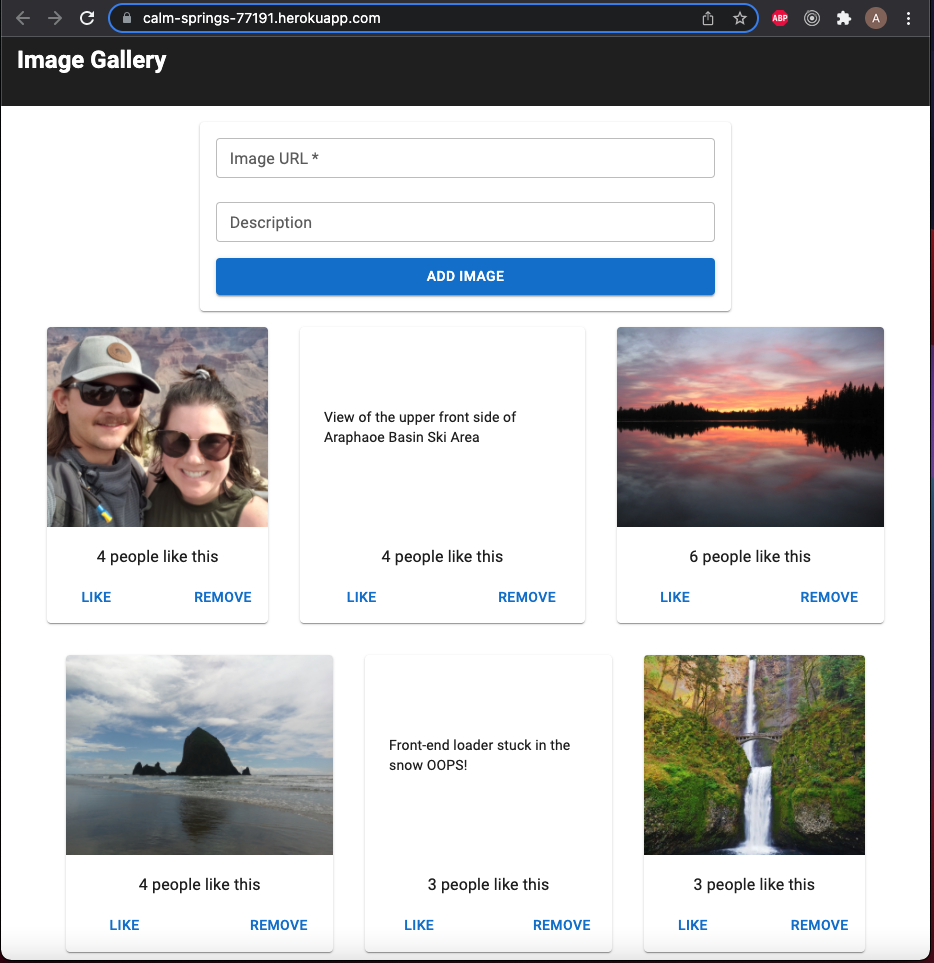 calm-springs-77191.herokuapp.com
ABP
A
Image Gallery
Image URL *
Description
ADD IMAGE
View of the upper front side of
Araphaoe Basin Ski Area
4 people like this
4 people like this
6 people like this
LIKE REMOVE
LIKE REMOVE
LIKE REMOVE
Front-end loader stuck in the
snow OOPS!
4 people like this
3 people like this
3 people like this
LIKE REMOVE
LIKE REMOVE
LIKE REMOVE